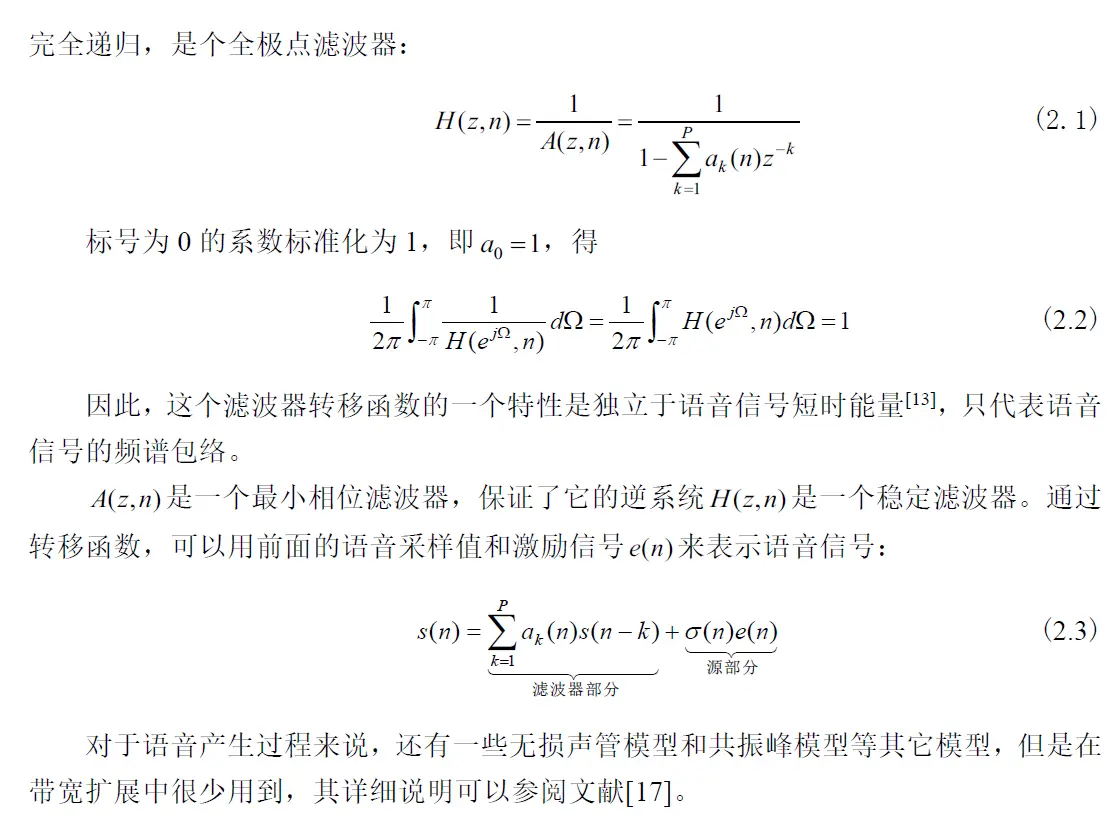 完全递归，是个全极点滤波器：
$$H(z,n)=\frac{1}{A(z,n)}=\frac{1}{1-\sum_{k=1}^{P}a_k(n)z^{-k}}$$ (2.1)
标号为 0 的系数标准化为 1，即 $a_0=1$，得
$$\frac{1}{2\pi}\int_{-\pi}^{\pi}\frac{1}{H(e^{j\Omega},n)}d\Omega=\frac{1}{2\pi}\int_{-\pi}^{\pi}H(e^{j\Omega},n)d\Omega=1$$ (2.2)
因此，这个滤波器转移函数的一个特性是独立于语音信号短时能量[13]，只代表语音
信号的频谱包络。
$A(z,n)$是一个最小相位滤波器，保证了它的逆系统$H(z,n)$是一个稳定滤波器。通过
转移函数，可以用前面的语音采样值和激励信号$e(n)$来表示语音信号：
$$s(n)=\underbrace{\sum_{k=1}^{P}a_k(n)s(n-k)}_{滤波器部分}+\underbrace{\sigma(n)e(n)}_{源部分}$$ (2.3)
对于语音产生过程来说，还有一些无损声管模型和共振峰模型等其它模型，但是在
带宽扩展中很少用到，其详细说明可以参阅文献[17]。